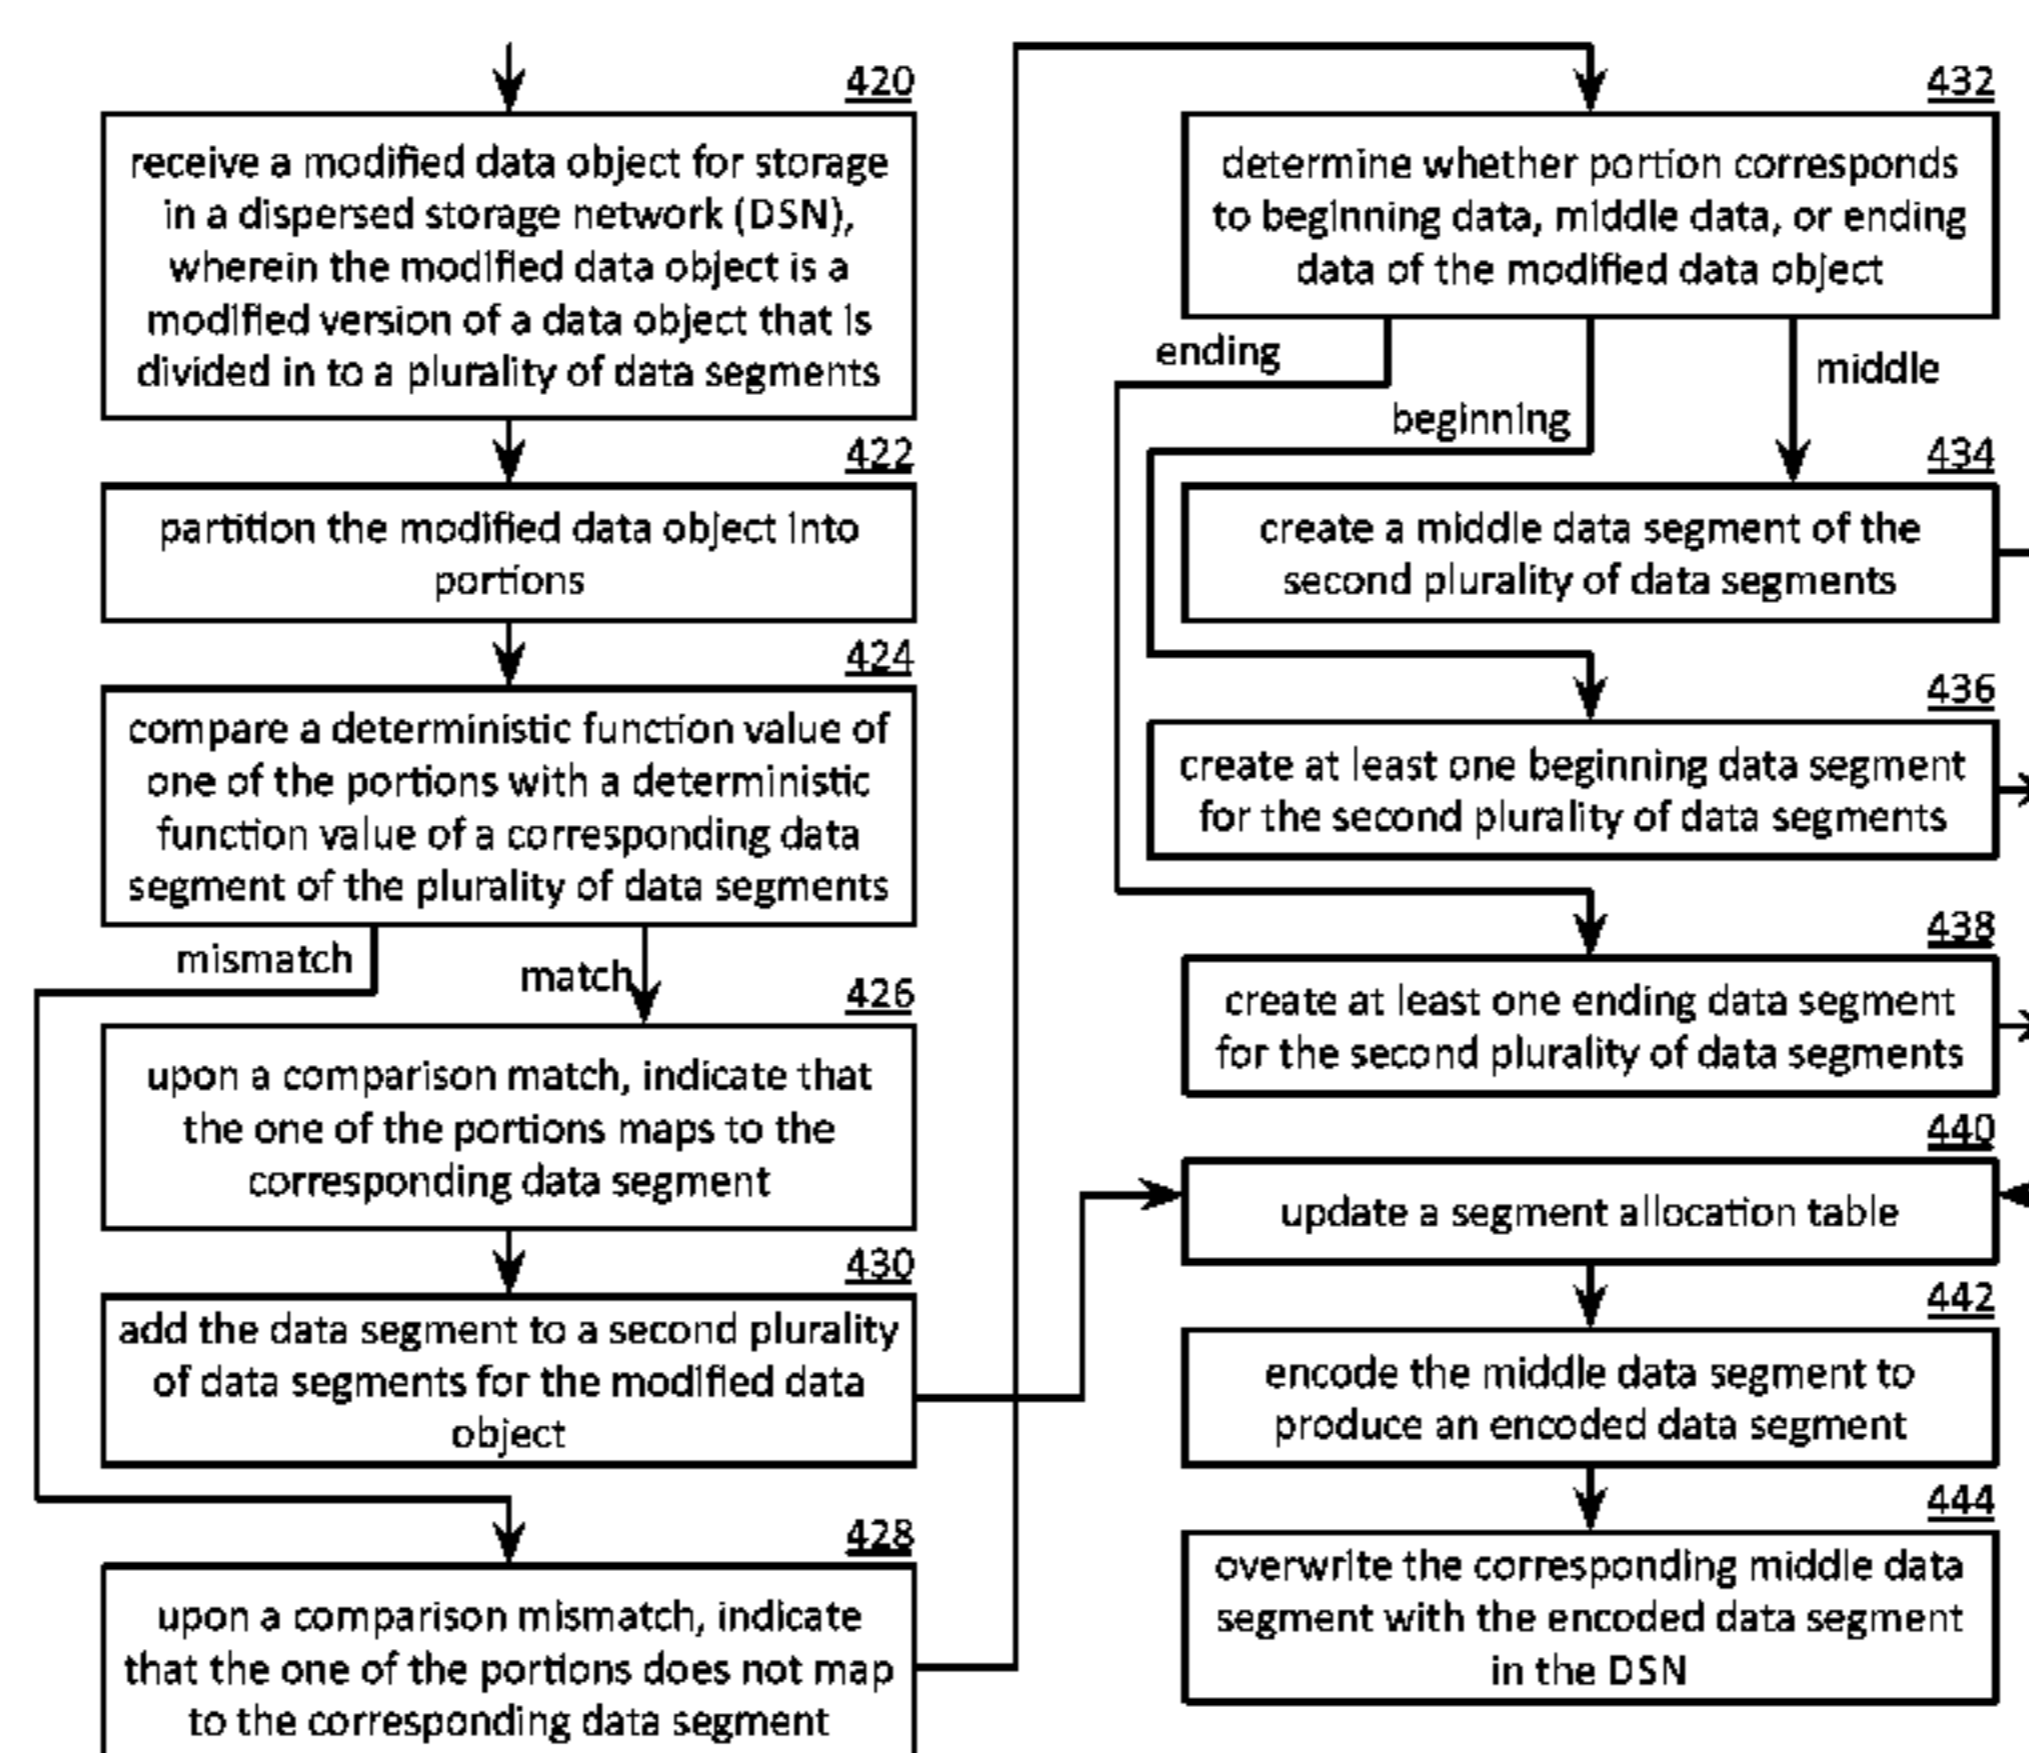 420
receive a modified data object for storage
in a dispersed storage network (DSN),
wherein the modified data object is a
modified version of a data object that is
divided in to a plurality of data segments
422
partition the modified data object into
portions
424
compare a deterministic function value of
one of the portions with a deterministic
function value of a corresponding data
segment of the plurality of data segments
mismatch
match
426
upon a comparison match, indicate that
the one of the portions maps to the
corresponding data segment
430
add the data segment to a second plurality
of data segments for the modified data
object
428
upon a comparison mismatch, indicate
that the one of the portions does not map
to the corresponding data segment
432
determine whether portion corresponds
to beginning data, middle data, or ending
data of the modified data object
ending
middle
beginning
434
create a middle data segment of the
second plurality of data segments
436
create at least one beginning data segment
for the second plurality of data segments
438
create at least one ending data segment
for the second plurality of data segments
440
update a segment allocation table
442
encode the middle data segment to
produce an encoded data segment
444
overwrite the corresponding middle data
segment with the encoded data segment
in the DSN